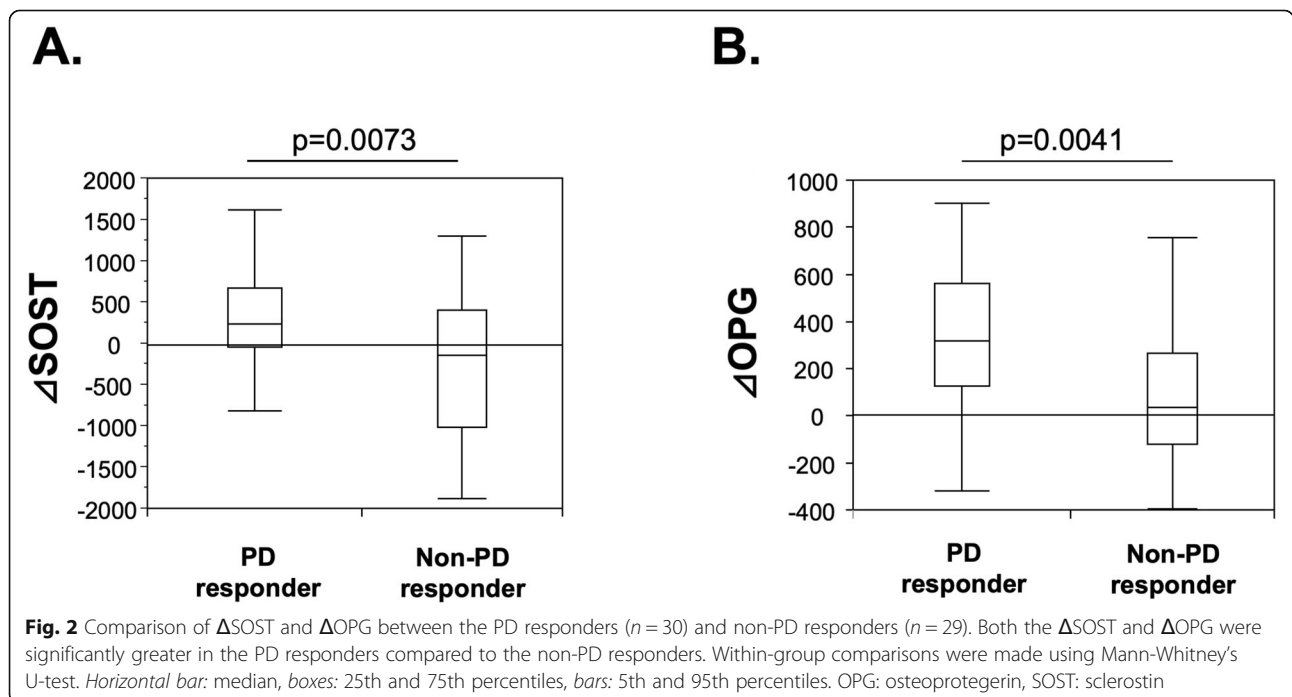 A.
B.
p=0.0073
p=0.0041
2000
1500
1000
500
0
-500
-1000
-1500
-2000
⊿SOST
PD
responder
Non-PD
responder
1000
800
600
400
200
0
-200
-400
⊿OPG
PD
responder
Non-PD
responder
Fig. 2 Comparison of ΔSOST and ΔOPG between the PD responders (n = 30) and non-PD responders (n = 29). Both the ΔSOST and ΔOPG were
significantly greater in the PD responders compared to the non-PD responders. Within-group comparisons were made using Mann-Whitney's
U-test. Horizontal bar: median, boxes: 25th and 75th percentiles, bars: 5th and 95th percentiles. OPG: osteoprotegerin, SOST: sclerostin